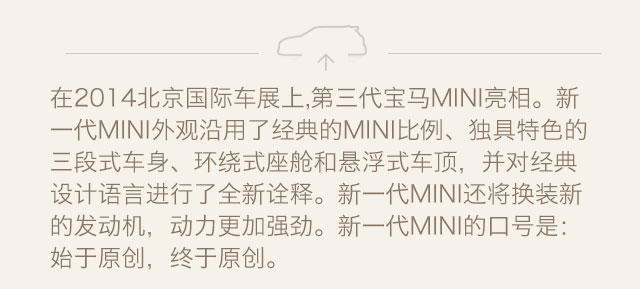 在2014北京国际车展上,第三代宝马MINI亮相。新
一代MINI外观沿用了经典的MINI比例、独具特色的
三段式车身、环绕式座舱和悬浮式车顶，并对经典
设计语言进行了全新诠释。新一代MINI还将换装新
的发动机，动力更加强劲。新一代MINI的口号是：
始于原创，终于原创。